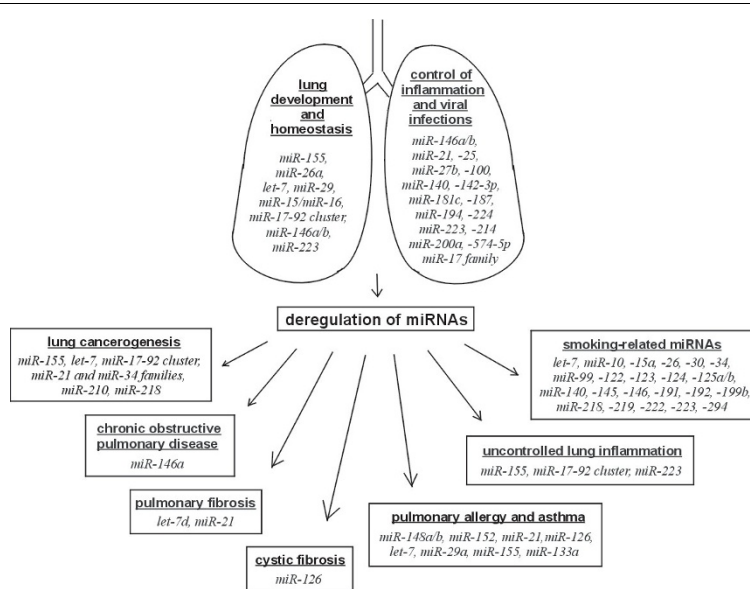 lung
development
and
homeostasis
miR-155,
miR-26a,
let-7, miR-29,
miR-15/miR-16,
miR-17-92 cluster,
miR-146a/b,
miR-223
control of
inflammation
and viral
infections
miR-146a/b,
miR-21, -25,
miR-27b, -100,
miR-140, -142-3p,
miR-181c, -187,
miR-194, -224
miR-223, -214
miR-200a, -574-5p
miR-17 family
deregulation of miRNAs
lung cancerogenesis
miR-155, let-7, miR-17-92 cluster,
miR-21 and miR-34 families,
miR-210, miR-218
smoking-related miRNAs
let-7, miR-10, -15a, -26, -30, -34,
miR-99, -122, -123, -124, -125a/b,
miR-140, -145, -146, -191, -192, -199b,
miR-218, -219, -222, -223, -294
chronic obstructive
pulmonary disease
miR-146a
uncontrolled lung inflammation
miR-155, miR-17-92 cluster, miR-223
pulmonary fibrosis
let-7d, miR-21
pulmonary allergy and asthma
miR-148a/b, miR-152, miR-21,miR-126,
let-7, miR-29a, miR-155, miR-133a
cystic fibrosis
miR-126